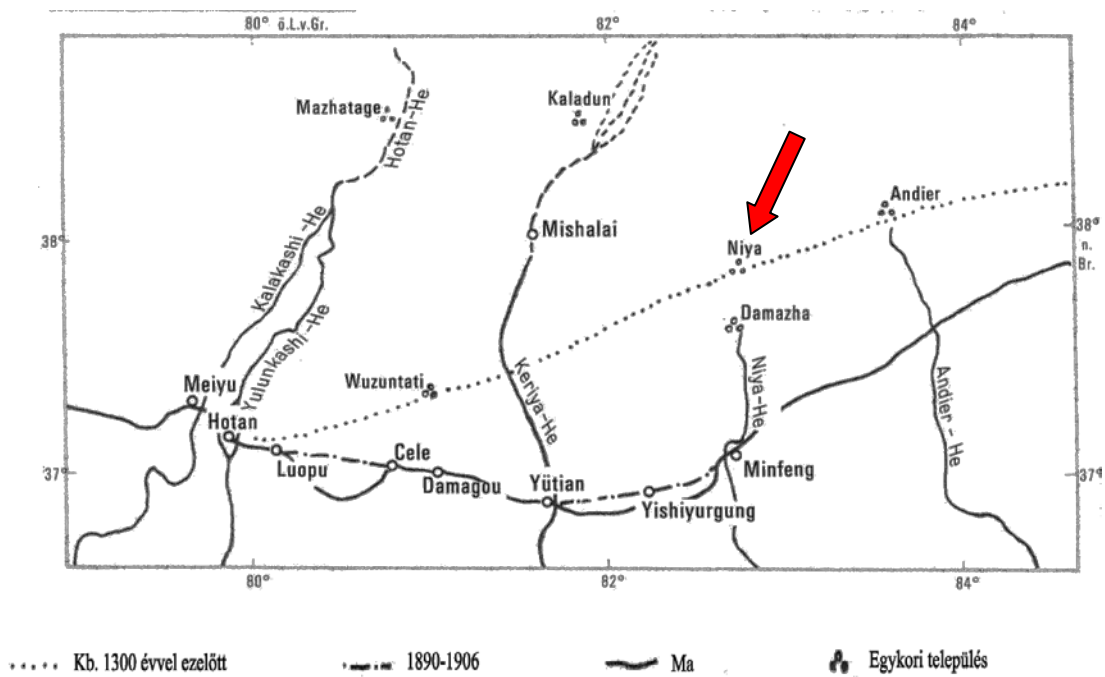 80° ö.L.v.Gr.
82°
84°
Mazhatage
Kaladun
Hotan-He
Andier
Kalakashi-He
Mishalai
38°
38° n. Br.
Niya
Yulunkashi-He
Damazha
Wuzuntati
Keriya-He
Niya-He
Andier-He
Meiyu
Hotan
Luopu
Cele
Damagou
Yütian
Yishiyurgung
Minfeng
37°
37°
80°
82°
84°
Kb. 1300 évvel ezelőtt
1890-1906
Ma
Egykori település